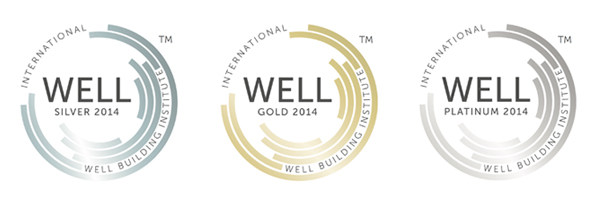 INTERNATIONAL
WELL
SILVER 2014
WELL BUILDING INSTITUTE
TM
INTERNATIONAL
WELL
GOLD 2014
WELL BUILDING INSTITUTE
TM
INTERNATIONAL
WELL
PLATINUM 2014
WELL BUILDING INSTITUTE
TM